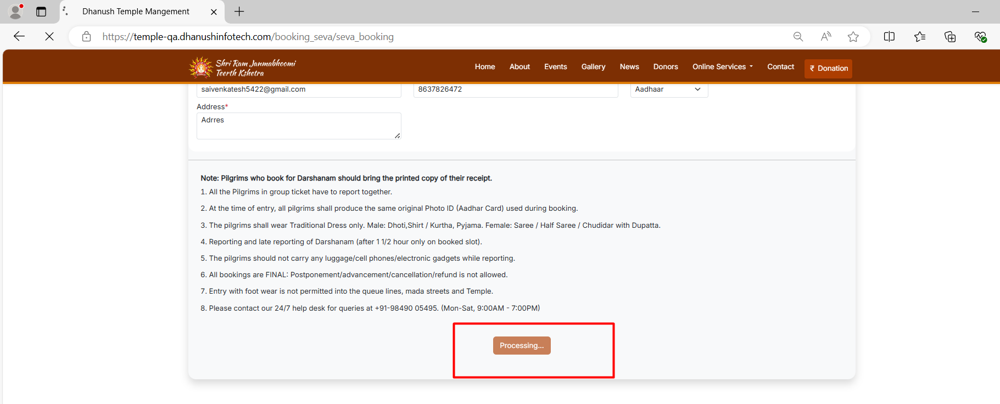 Dhanush Temple Mangement
https://temple-qa.dhanushinfotech.com/booking_seva/seva_booking
Shri Ram Janmabhoomi
Teerth Kshetra
Home About Events Gallery News Donors Online Services Contact ₹ Donation
saivenkatesh5422@gmail.com 8637826472 Aadhaar
Address*
Adrres
Note: Pilgrims who book for Darshanam should bring the printed copy of their receipt.
1. All the Pilgrims in group ticket have to report together.
2. At the time of entry, all pilgrims shall produce the same original Photo ID (Aadhar Card) used during booking.
3. The pilgrims shall wear Traditional Dress only. Male: Dhoti,Shirt / Kurtha, Pyjama. Female: Saree / Half Saree / Chudidar with Dupatta.
4. Reporting and late reporting of Darshanam (after 1 1/2 hour only on booked slot).
5. The pilgrims should not carry any luggage/cell phones/electronic gadgets while reporting.
6. All bookings are FINAL: Postponement/advancement/cancellation/refund is not allowed.
7. Entry with foot wear is not permitted into the queue lines, mada streets and Temple.
8. Please contact our 24/7 help desk for queries at +91-98490 05495. (Mon-Sat, 9:00AM - 7:00PM)
Processing...